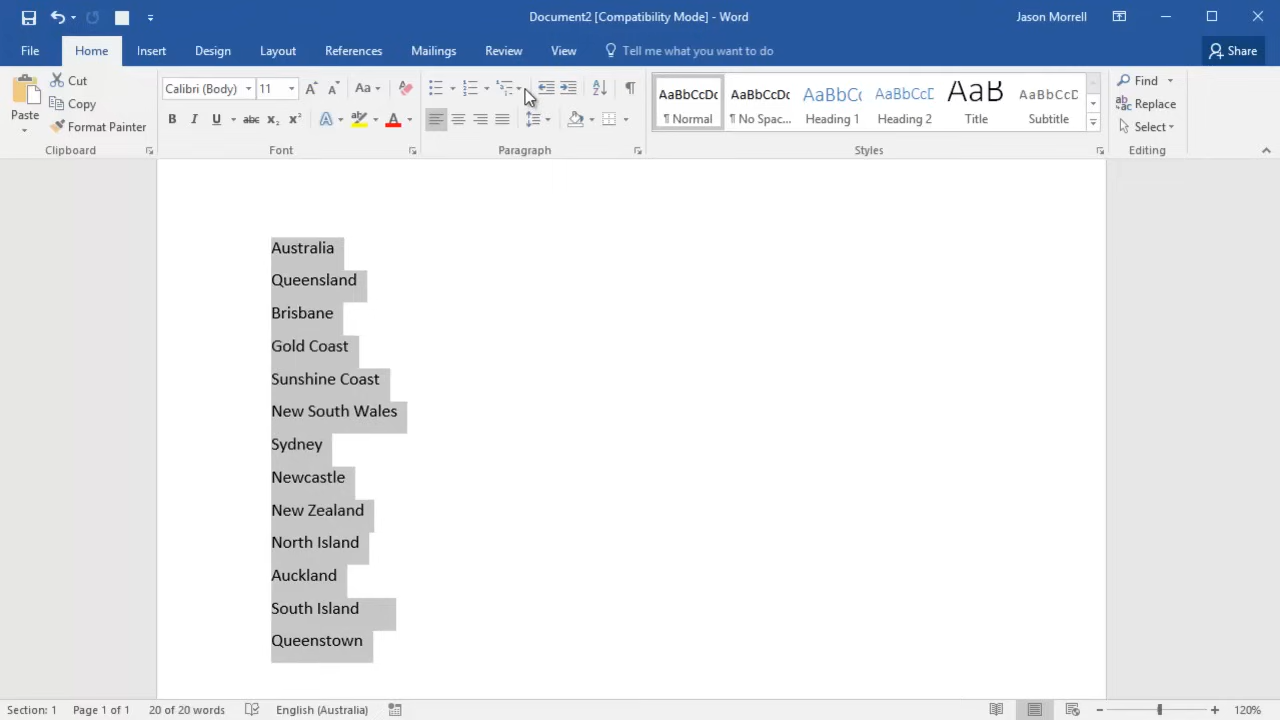 Document2 [Compatibility Mode] - Word
Jason Morrell
File Home Insert Design Layout References Mailings Review View Tell me what you want to do Share
Paste
Cut
Copy
Format Painter
Clipboard
Calibri (Body) 11 Aa
B I U abc x₂ x² A A
Font
Paragraph
AaBbCcDc AaBbCcDc AaBbCc AaBbCcD AaB AaBbCcD
¶ Normal ¶ No Spac... Heading 1 Heading 2 Title Subtitle
Styles
Find
Replace
Select
Editing
Australia
Queensland
Brisbane
Gold Coast
Sunshine Coast
New South Wales
Sydney
Newcastle
New Zealand
North Island
Auckland
South Island
Queenstown
Section: 1 Page 1 of 1 20 of 20 words English (Australia) 120%